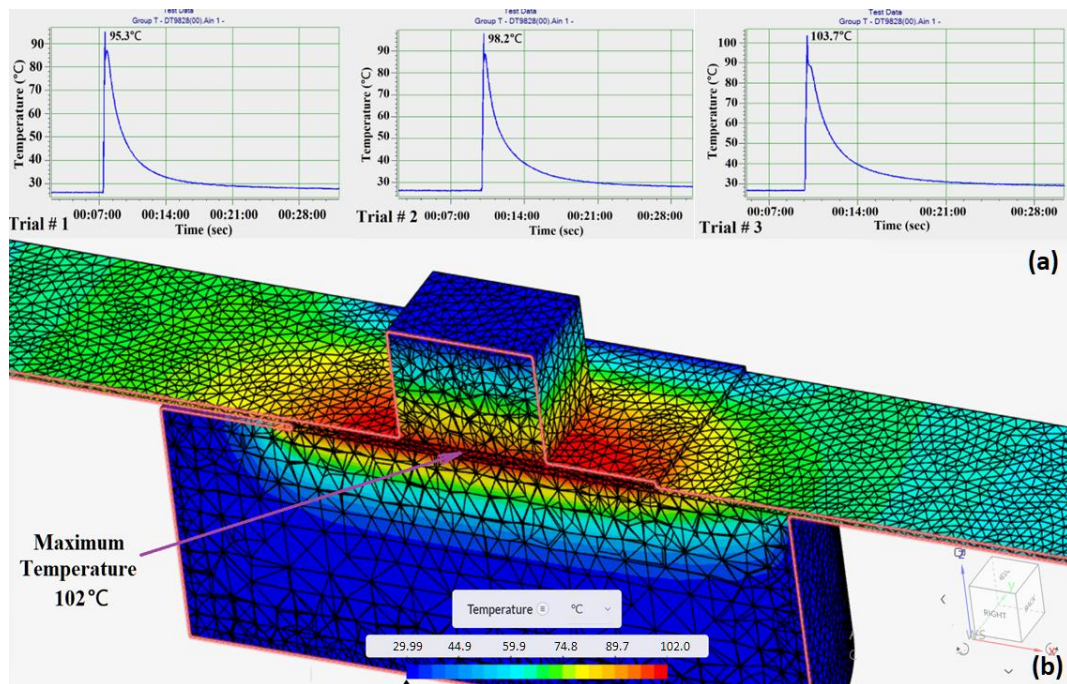 Test Data
Group T - DT9828(00).Ain 1 -
95.3℃
90
80
70
60
50
40
30
Temperature (℃)
00:07:00 00:14:00 00:21:00 00:28:00
Trial # 1
Time (sec)
Test Data
Group T - DT9828(00).Ain 1 -
98.2℃
90
80
70
60
50
40
30
Temperature (℃)
00:07:00 00:14:00 00:21:00 00:28:00
Trial # 2
Time (sec)
Test Data
Group T - DT9828(00).Ain 1 -
103.7℃
100
90
80
70
60
50
40
30
Temperature (℃)
00:07:00 00:14:00 00:21:00 00:28:00
Trial # 3
Time (sec)
(a)
Maximum
Temperature
102℃
Temperature ℃
29.99 44.9 59.9 74.8 89.7 102.0
Z
Y
RIGHT
BACK
X
(b)